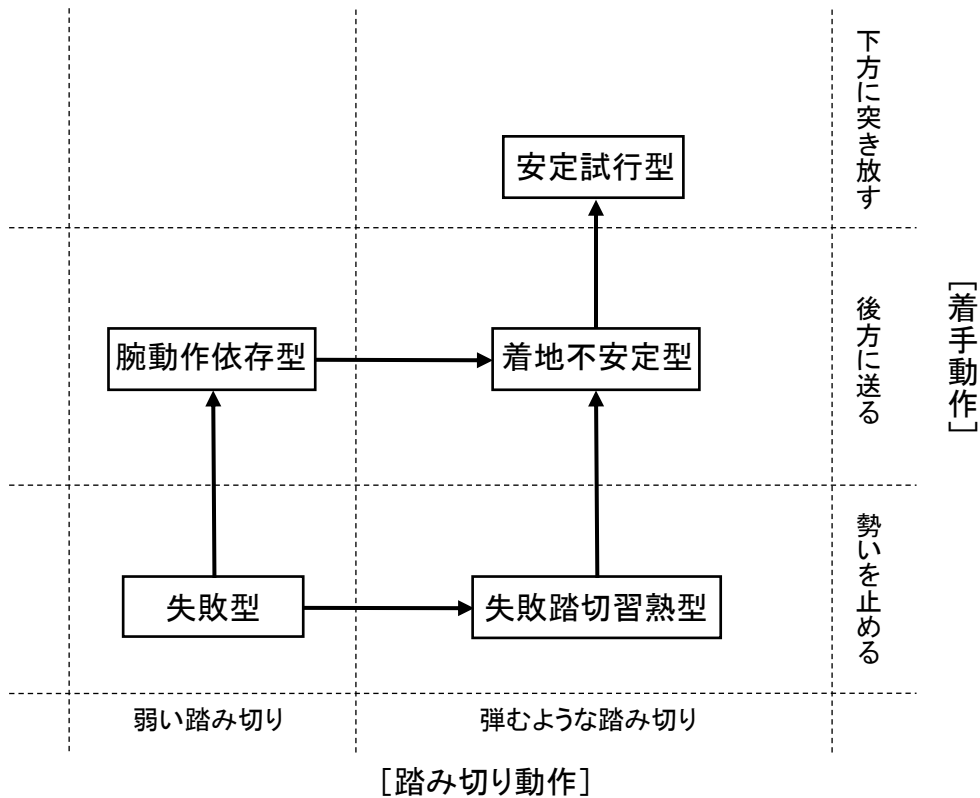 下方に突き放す
安定試行型
後方に送る
[着手動作]
腕動作依存型
着地不安定型
勢いを止める
失敗型
失敗踏切習熟型
弱い踏み切り
弾むような踏み切り
[踏み切り動作]